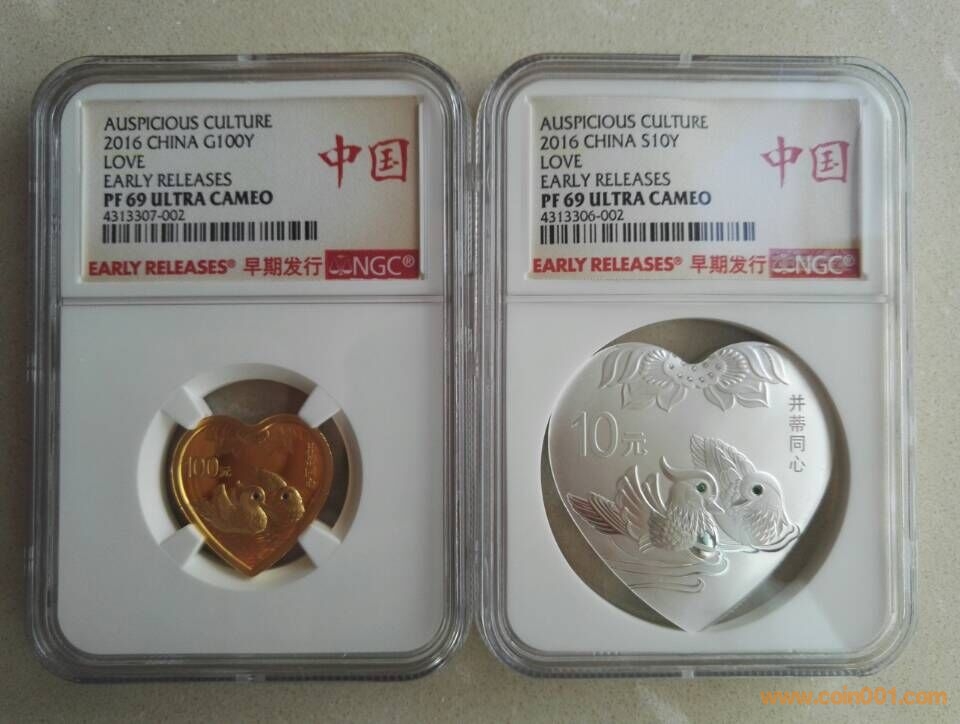 AUSPICIOUS CULTURE
2016 CHINA G100Y
LOVE
EARLY RELEASES
PF 69 ULTRA CAMEO
4313307-002
中国
EARLY RELEASES® 早期发行 NGC®
100元
AUSPICIOUS CULTURE
2016 CHINA S10Y
LOVE
EARLY RELEASES
PF 69 ULTRA CAMEO
4313306-002
中国
EARLY RELEASES® 早期发行 NGC®
10元
并蒂同心
www.coin001.com